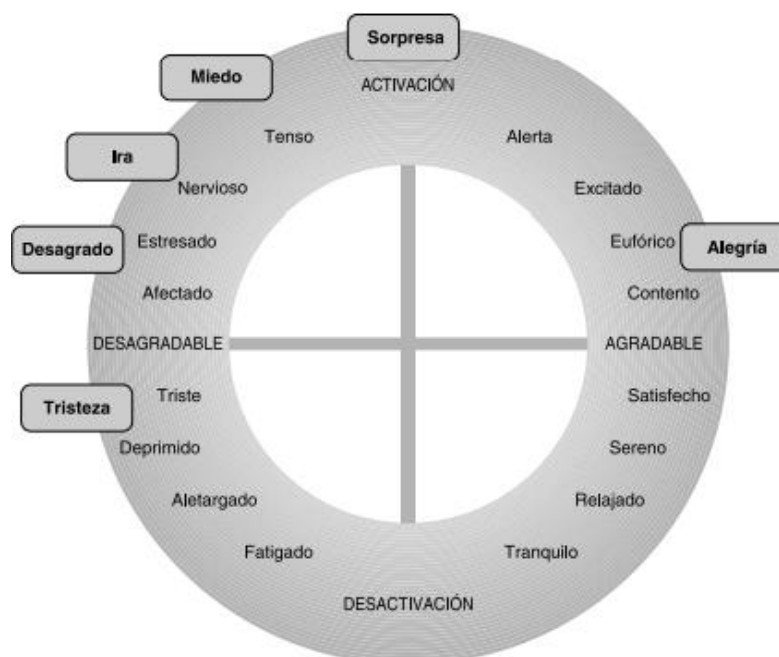 Sorpresa
Miedo
ACTIVACIÓN
Tenso
Alerta
Ira
Nervioso
Excitado
Desagrado
Estresado
Eufórico
Alegría
Afectado
Contento
DESAGRADABLE
AGRADABLE
Tristeza
Triste
Satisfecho
Deprimido
Sereno
Aletargado
Relajado
Fatigado
Tranquilo
DESACTIVACIÓN